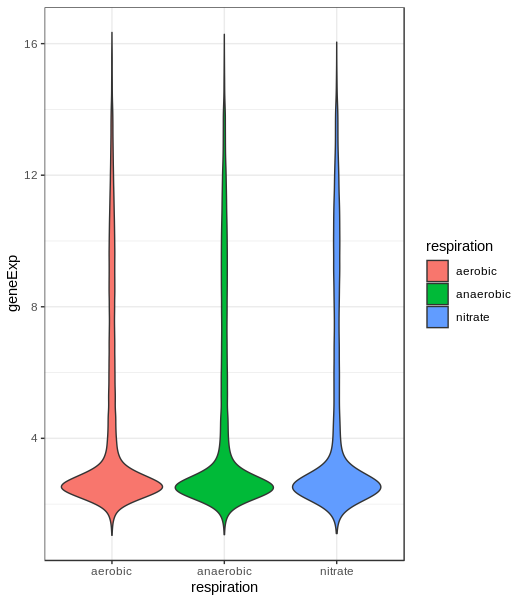 16
12
8
4
geneExp
aerobic
anaerobic
nitrate
respiration
respiration
aerobic
anaerobic
nitrate